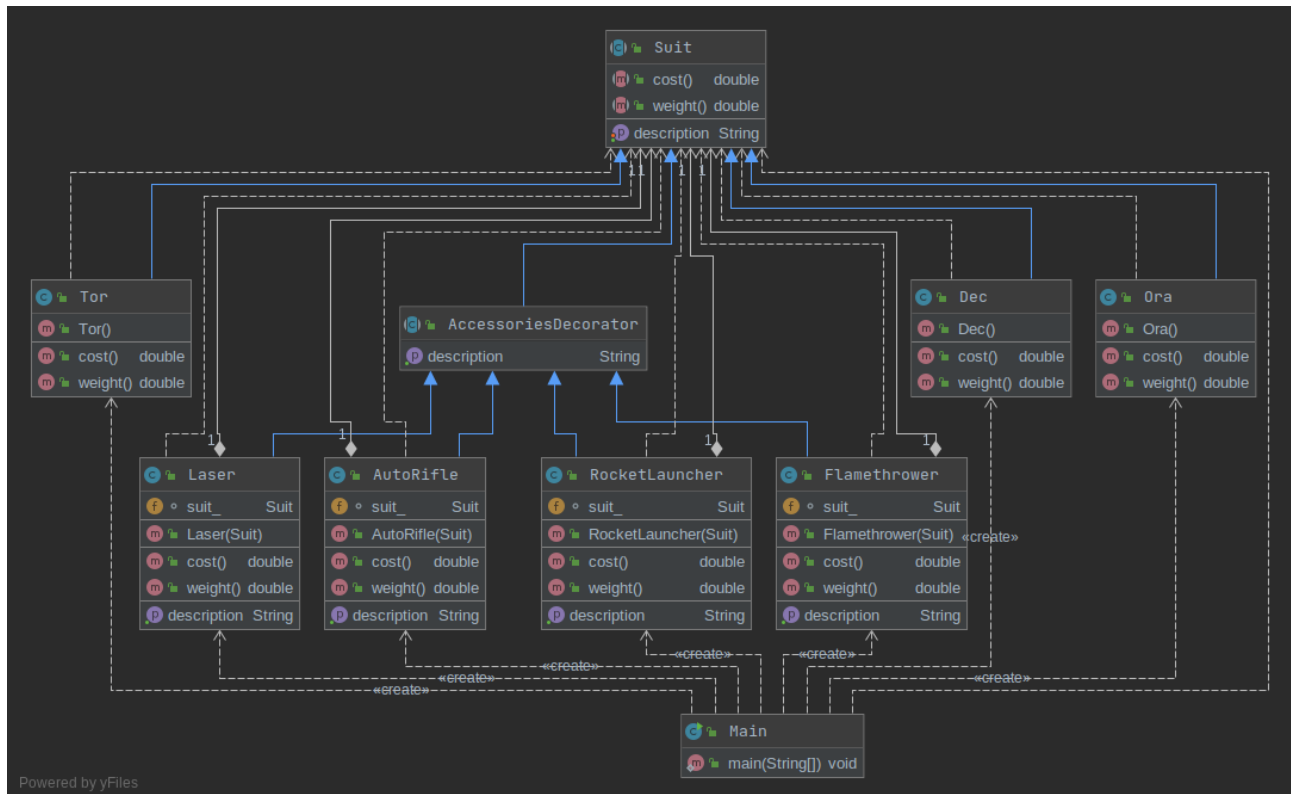 Suit
cost() double
weight() double
description String
1 1 1 1
Tor
Tor()
cost() double
weight() double
AccessoriesDecorator
description String
Dec
Dec()
cost() double
weight() double
Ora
Ora()
cost() double
weight() double
1 1 1 1
Laser
suit_ Suit
Laser(Suit)
cost() double
weight() double
description String
AutoRifle
suit_ Suit
AutoRifle(Suit)
cost() double
weight() double
description String
RocketLauncher
suit_ Suit
RocketLauncher(Suit)
cost() double
weight() double
description String
Flamethrower
suit_ Suit
Flamethrower(Suit)
cost() double
weight() double
description String
«create»
«create» «create»
«create»
«create» «create»
«create»
Main
main(String[]) void
Powered by yFiles